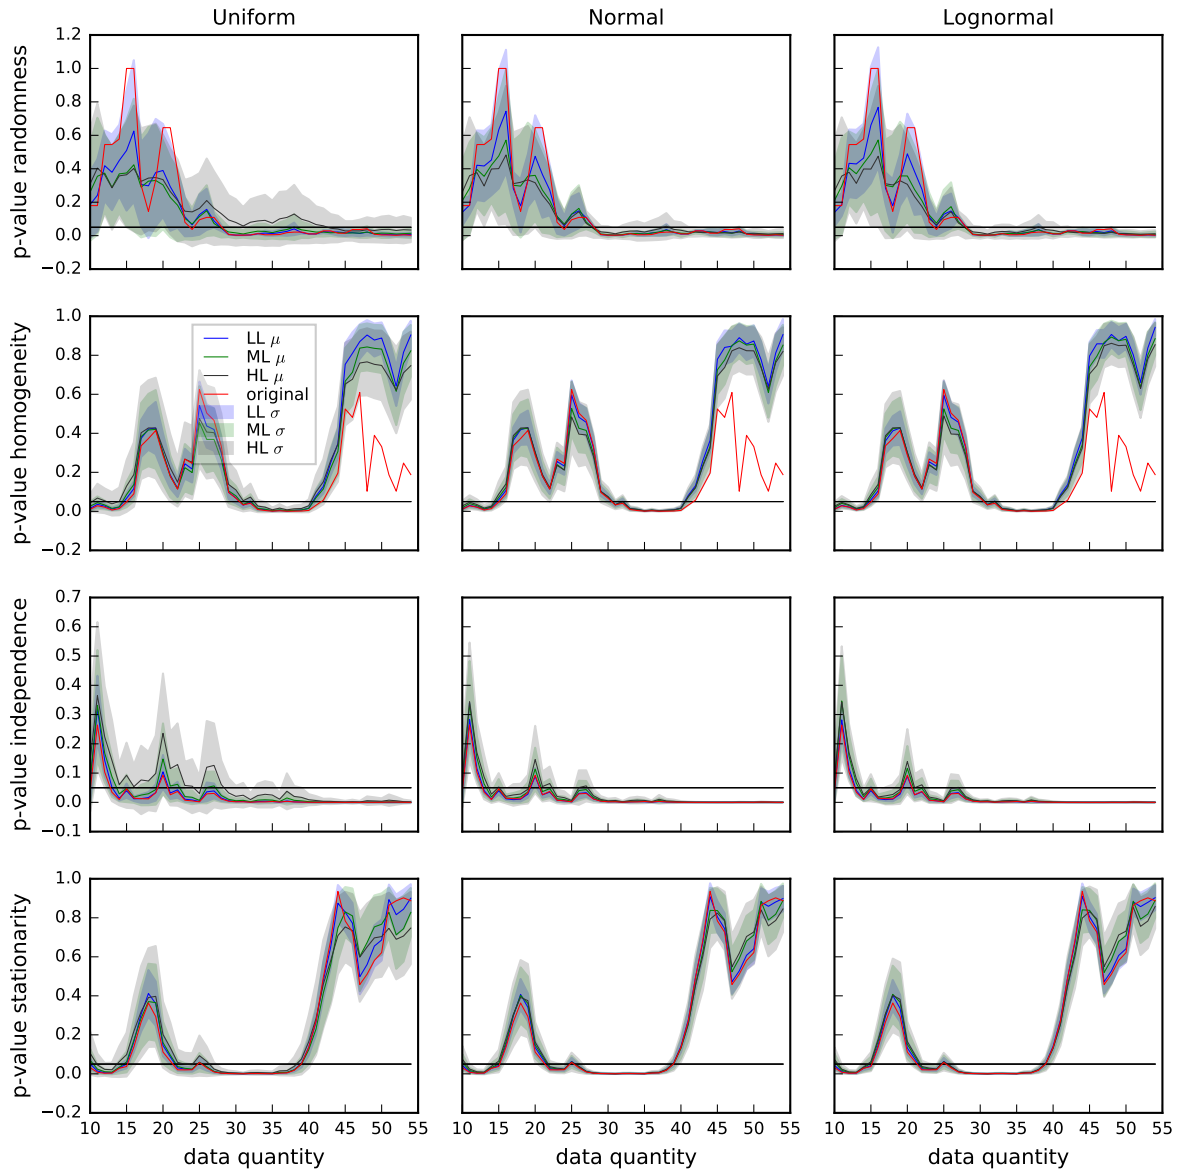 Uniform Normal Lognormal
p-value randomness
1.2
1.0
0.8
0.6
0.4
0.2
0.0
−0.2
p-value homogeneity
1.0
0.8
0.6
0.4
0.2
0.0
−0.2
LL μ
ML μ
HL μ
original
LL σ
ML σ
HL σ
p-value independence
0.7
0.6
0.5
0.4
0.3
0.2
0.1
0.0
−0.1
p-value stationarity
1.0
0.8
0.6
0.4
0.2
0.0
−0.2
10 15 20 25 30 35 40 45 50 55 10 15 20 25 30 35 40 45 50 55 10 15 20 25 30 35 40 45 50 55
data quantity data quantity data quantity